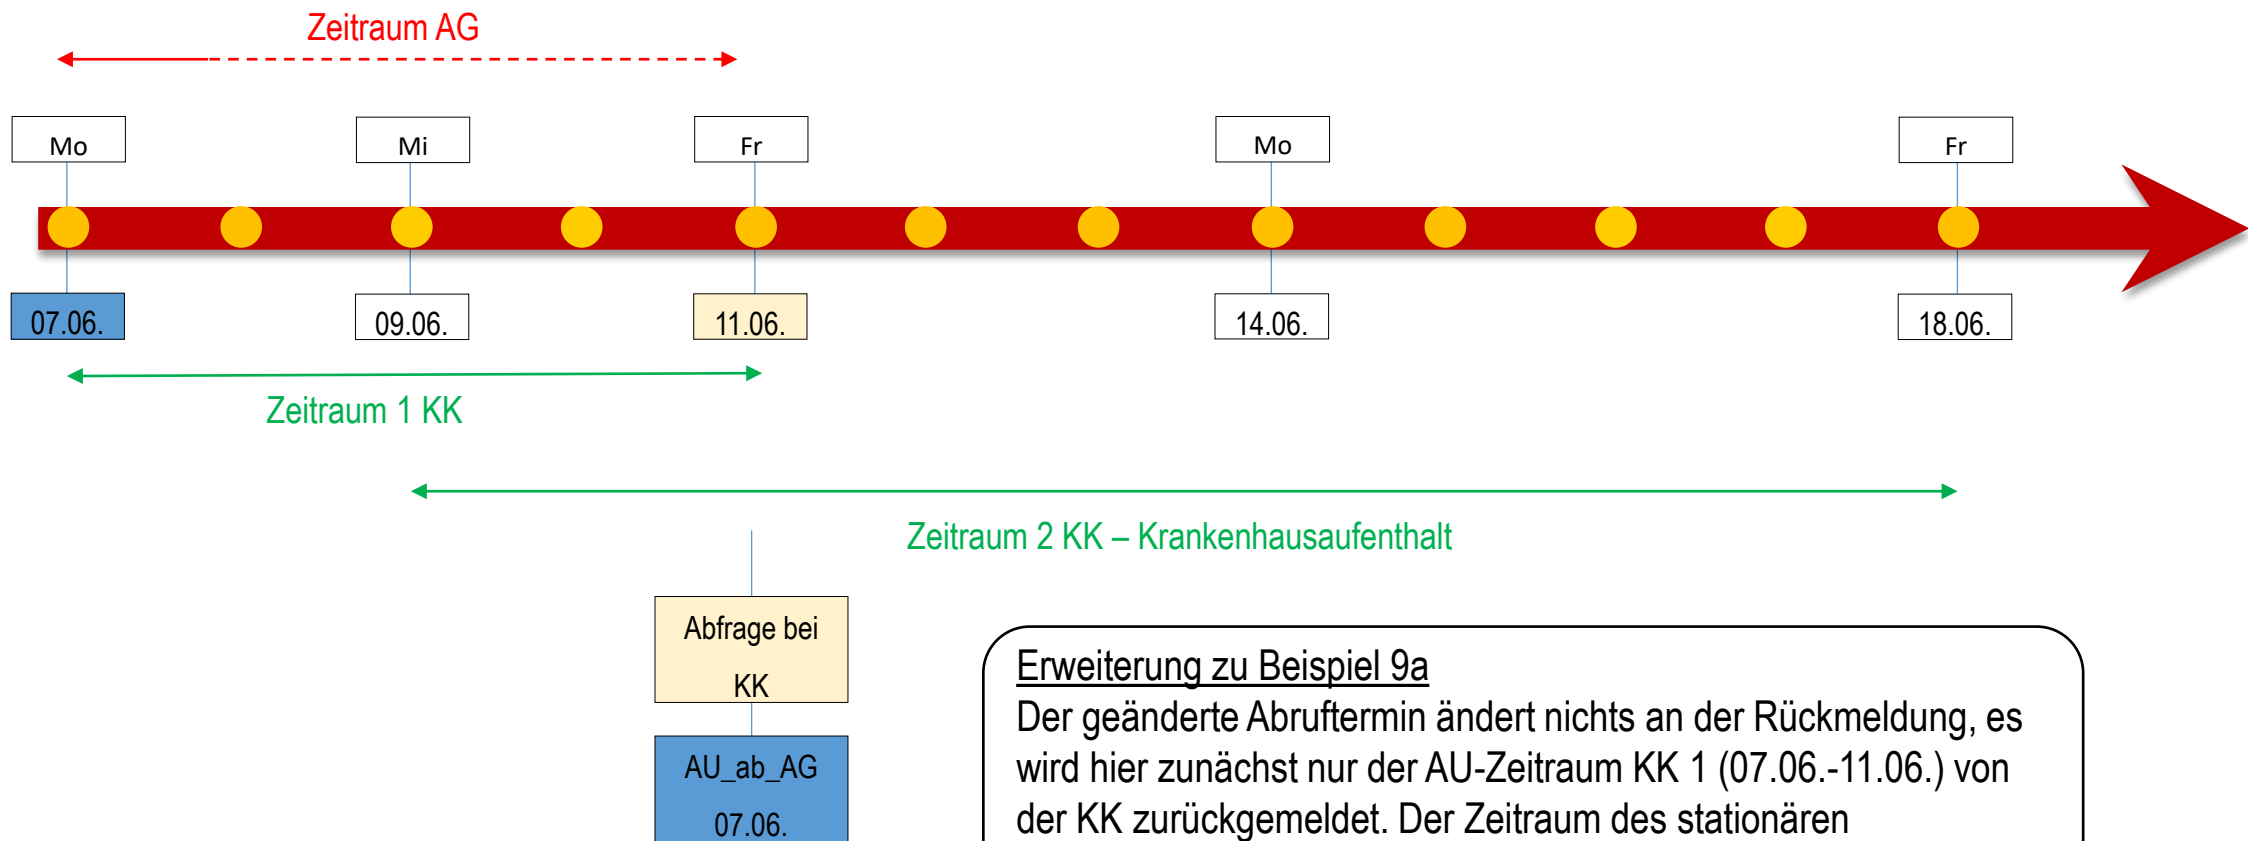 Zeitraum AG
Mo
Mi
Fr
Mo
Fr
07.06.
09.06.
11.06.
14.06.
18.06.
Zeitraum 1 KK
Zeitraum 2 KK – Krankenhausaufenthalt
Abfrage bei
KK
AU_ab_AG
07.06.
Erweiterung zu Beispiel 9a
Der geänderte Abruftermin ändert nichts an der Rückmeldung, es
wird hier zunächst nur der AU-Zeitraum KK 1 (07.06.-11.06.) von
der KK zurückgemeldet. Der Zeitraum des stationären